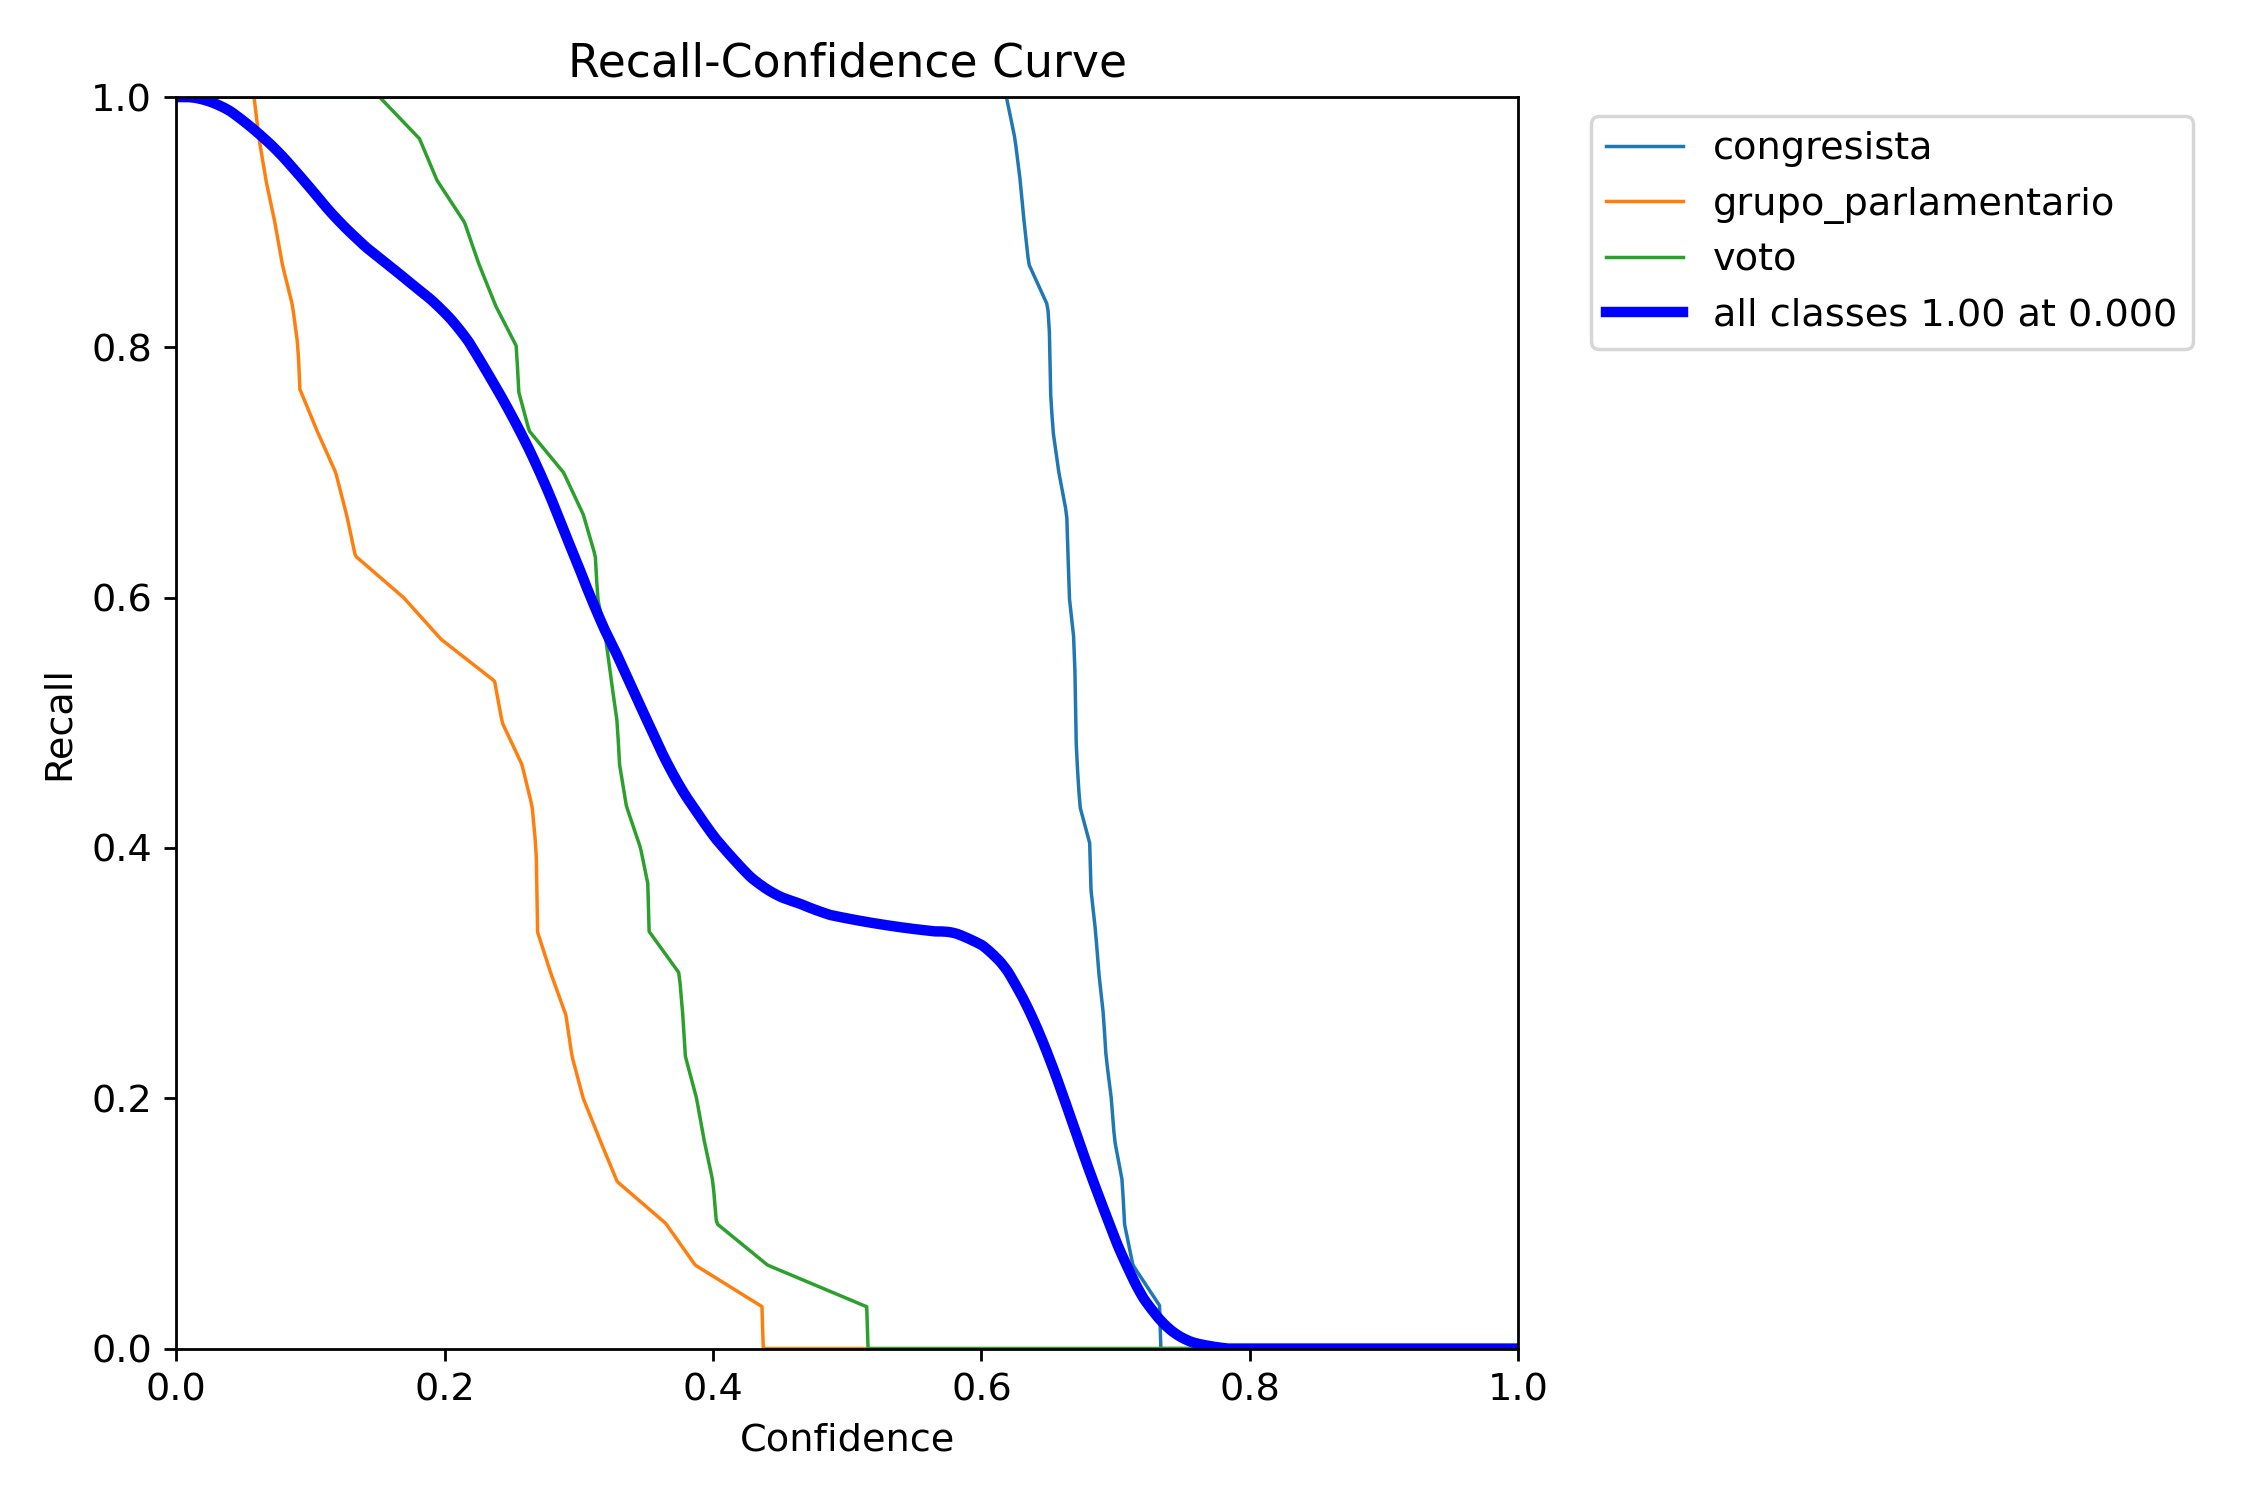 Recall-Confidence Curve
1.0
0.8
0.6
0.4
0.2
0.0
Recall
0.0 0.2 0.4 0.6 0.8 1.0
Confidence
congresista
grupo_parlamentario
voto
all classes 1.00 at 0.000